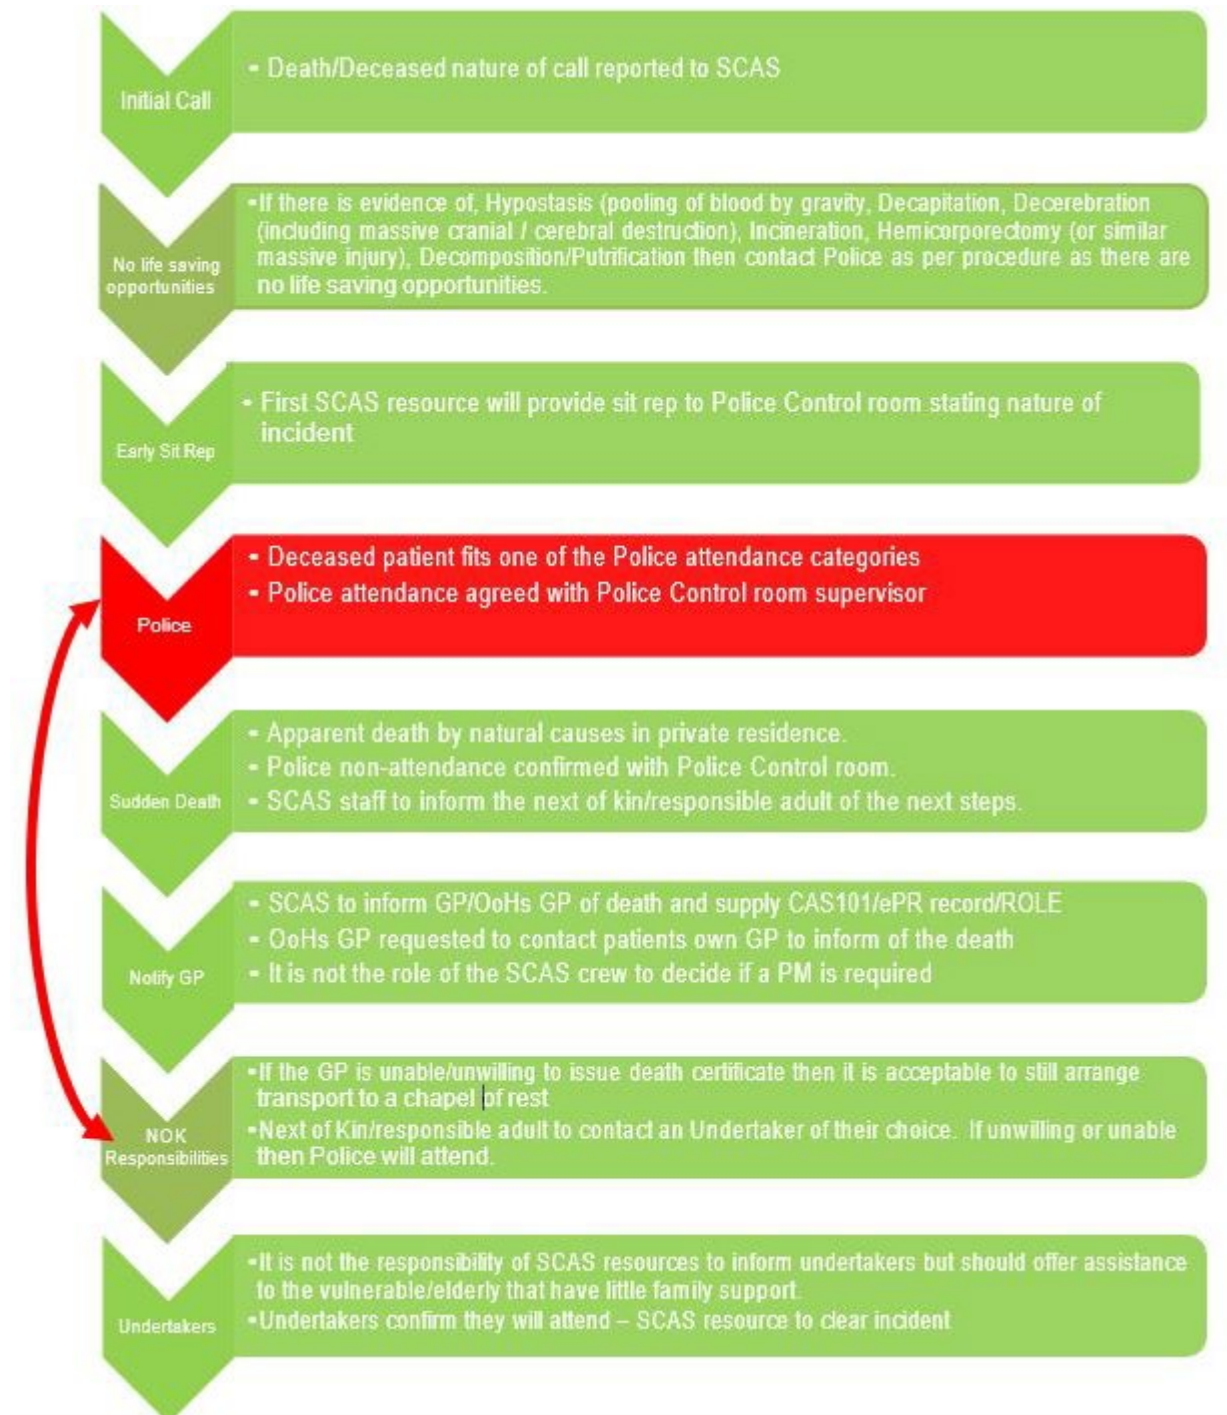 Initial Call
• Death/Deceased nature of call reported to SCAS
No life saving
opportunities
•If there is evidence of, Hypostasis (pooling of blood by gravity, Decapitation, Decerebration
(including massive cranial / cerebral destruction), Incineration, Hemicorporectomy (or similar
massive injury), Decomposition/Putrification then contact Police as per procedure as there are
no life saving opportunities.
Early Sit Rep
• First SCAS resource will provide sit rep to Police Control room stating nature of
incident
Police
• Deceased patient fits one of the Police attendance categories
• Police attendance agreed with Police Control room supervisor
Sudden Death
• Apparent death by natural causes in private residence.
• Police non-attendance confirmed with Police Control room.
• SCAS staff to inform the next of kin/responsible adult of the next steps.
Notify GP
• SCAS to inform GP/OoHs GP of death and supply CAS101/ePR record/ROLE
• OoHs GP requested to contact patients own GP to inform of the death
• It is not the role of the SCAS crew to decide if a PM is required
NOK
Responsibilities
•If the GP is unable/unwilling to issue death certificate then it is acceptable to still arrange
transport to a chapel of rest
•Next of Kin/responsible adult to contact an Undertaker of their choice. If unwilling or unable
then Police will attend.
Undertakers
•It is not the responsibility of SCAS resources to inform undertakers but should offer assistance
to the vulnerable/elderly that have little family support.
•Undertakers confirm they will attend – SCAS resource to clear incident